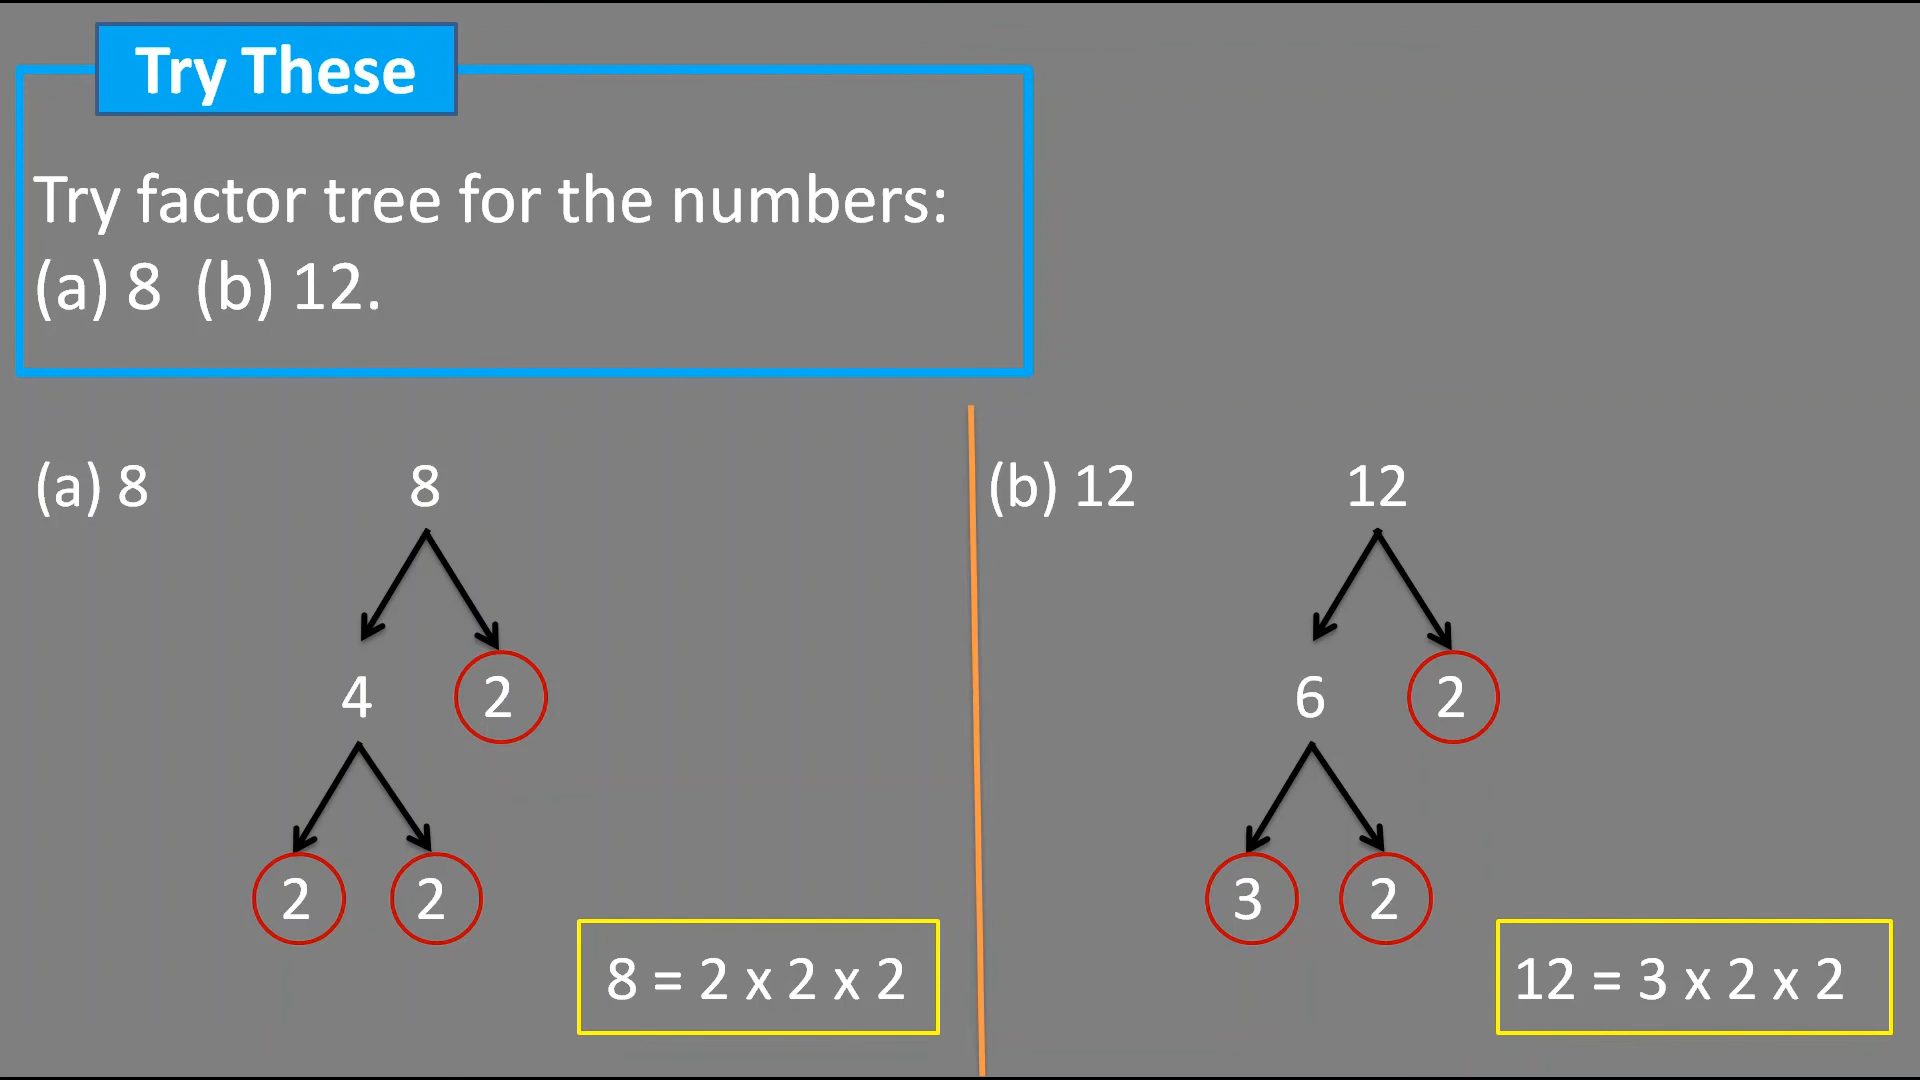 Try These
Try factor tree for the numbers:
(a) 8  (b) 12.
(a) 8
8
4
2
2
2
8 = 2 x 2 x 2
(b) 12
12
6
2
3
2
12 = 3 x 2 x 2